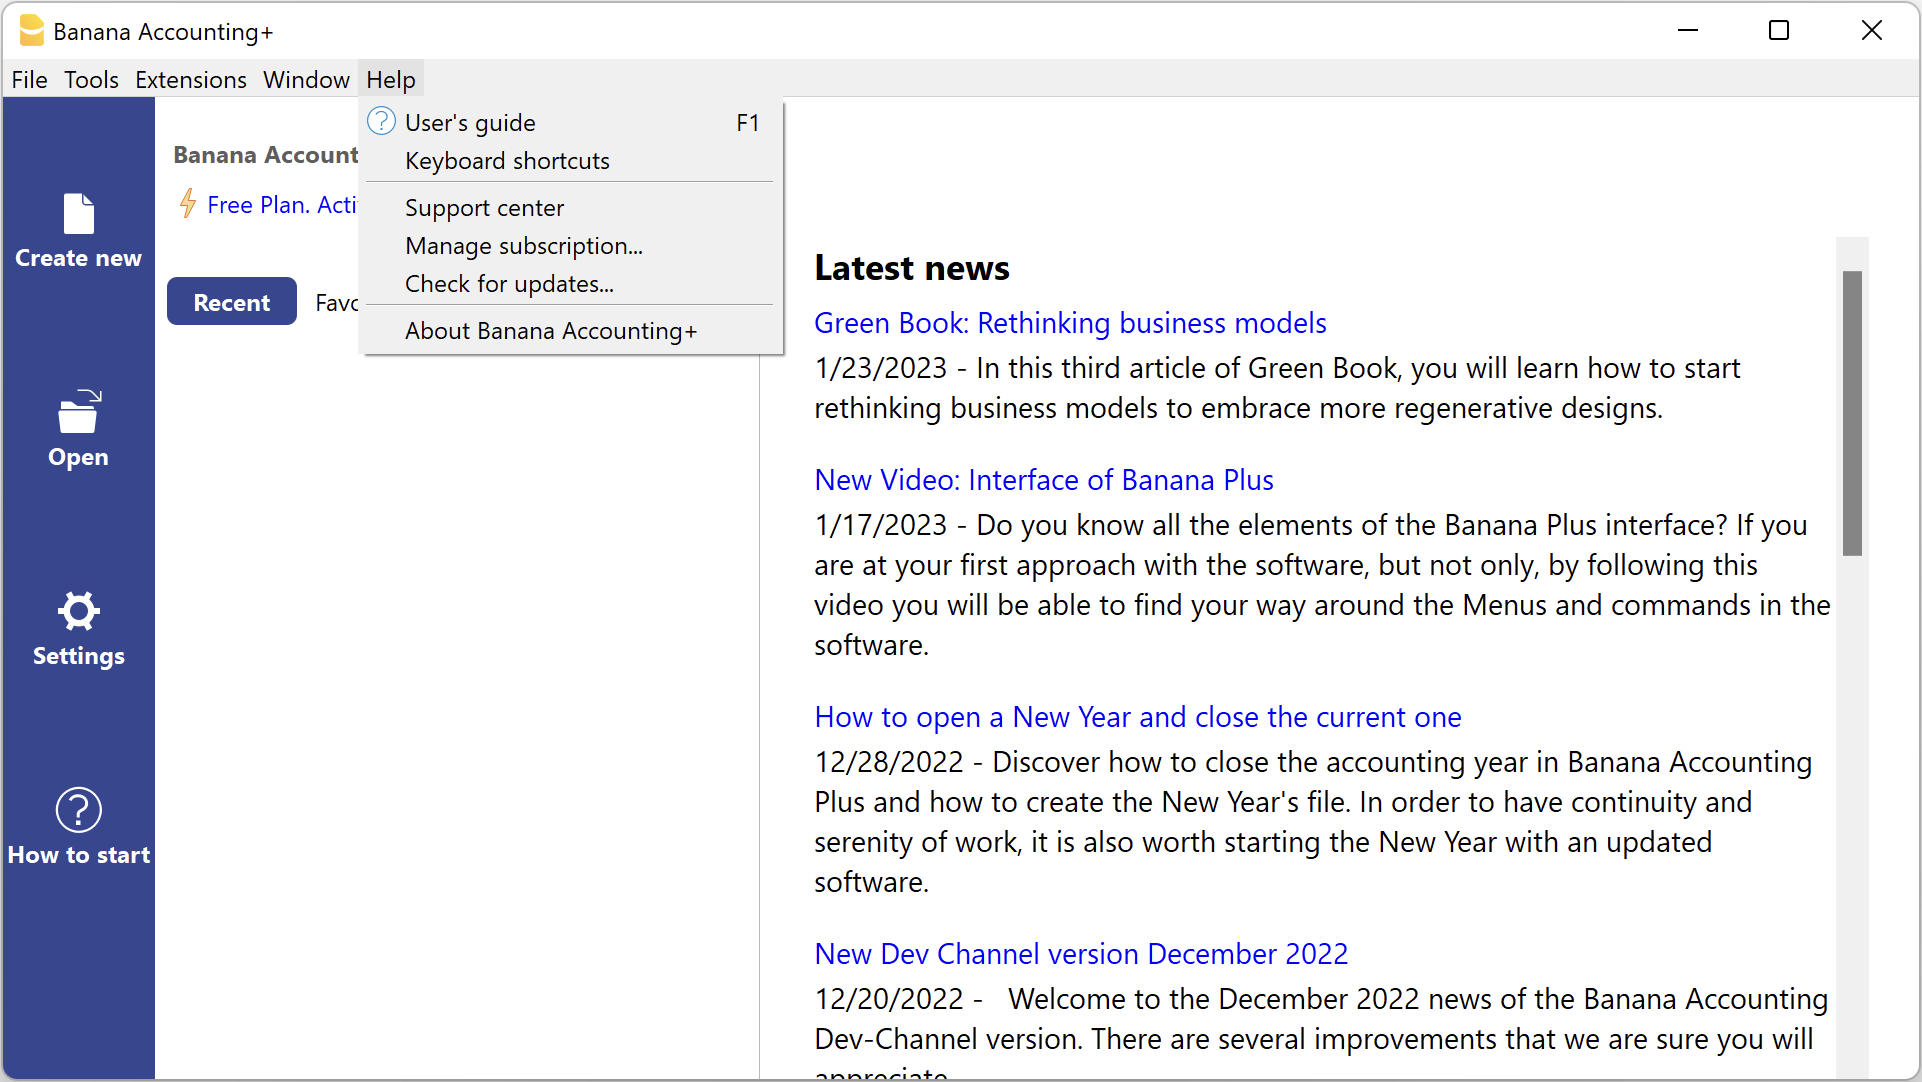 Banana Accounting+
File Tools Extensions Window Help
User's guide F1
Keyboard shortcuts
Support center
Manage subscription...
Check for updates...
About Banana Accounting+
Create new
Open
Settings
How to start
Banana Account
Free Plan. Acti
Recent Favo
Latest news
Green Book: Rethinking business models
1/23/2023 - In this third article of Green Book, you will learn how to start
rethinking business models to embrace more regenerative designs.
New Video: Interface of Banana Plus
1/17/2023 - Do you know all the elements of the Banana Plus interface? If you
are at your first approach with the software, but not only, by following this
video you will be able to find your way around the Menus and commands in the
software.
How to open a New Year and close the current one
12/28/2022 - Discover how to close the accounting year in Banana Accounting
Plus and how to create the New Year's file. In order to have continuity and
serenity of work, it is also worth starting the New Year with an updated
software.
New Dev Channel version December 2022
12/20/2022 - Welcome to the December 2022 news of the Banana Accounting
Dev-Channel version. There are several improvements that we are sure you will
appreciate.